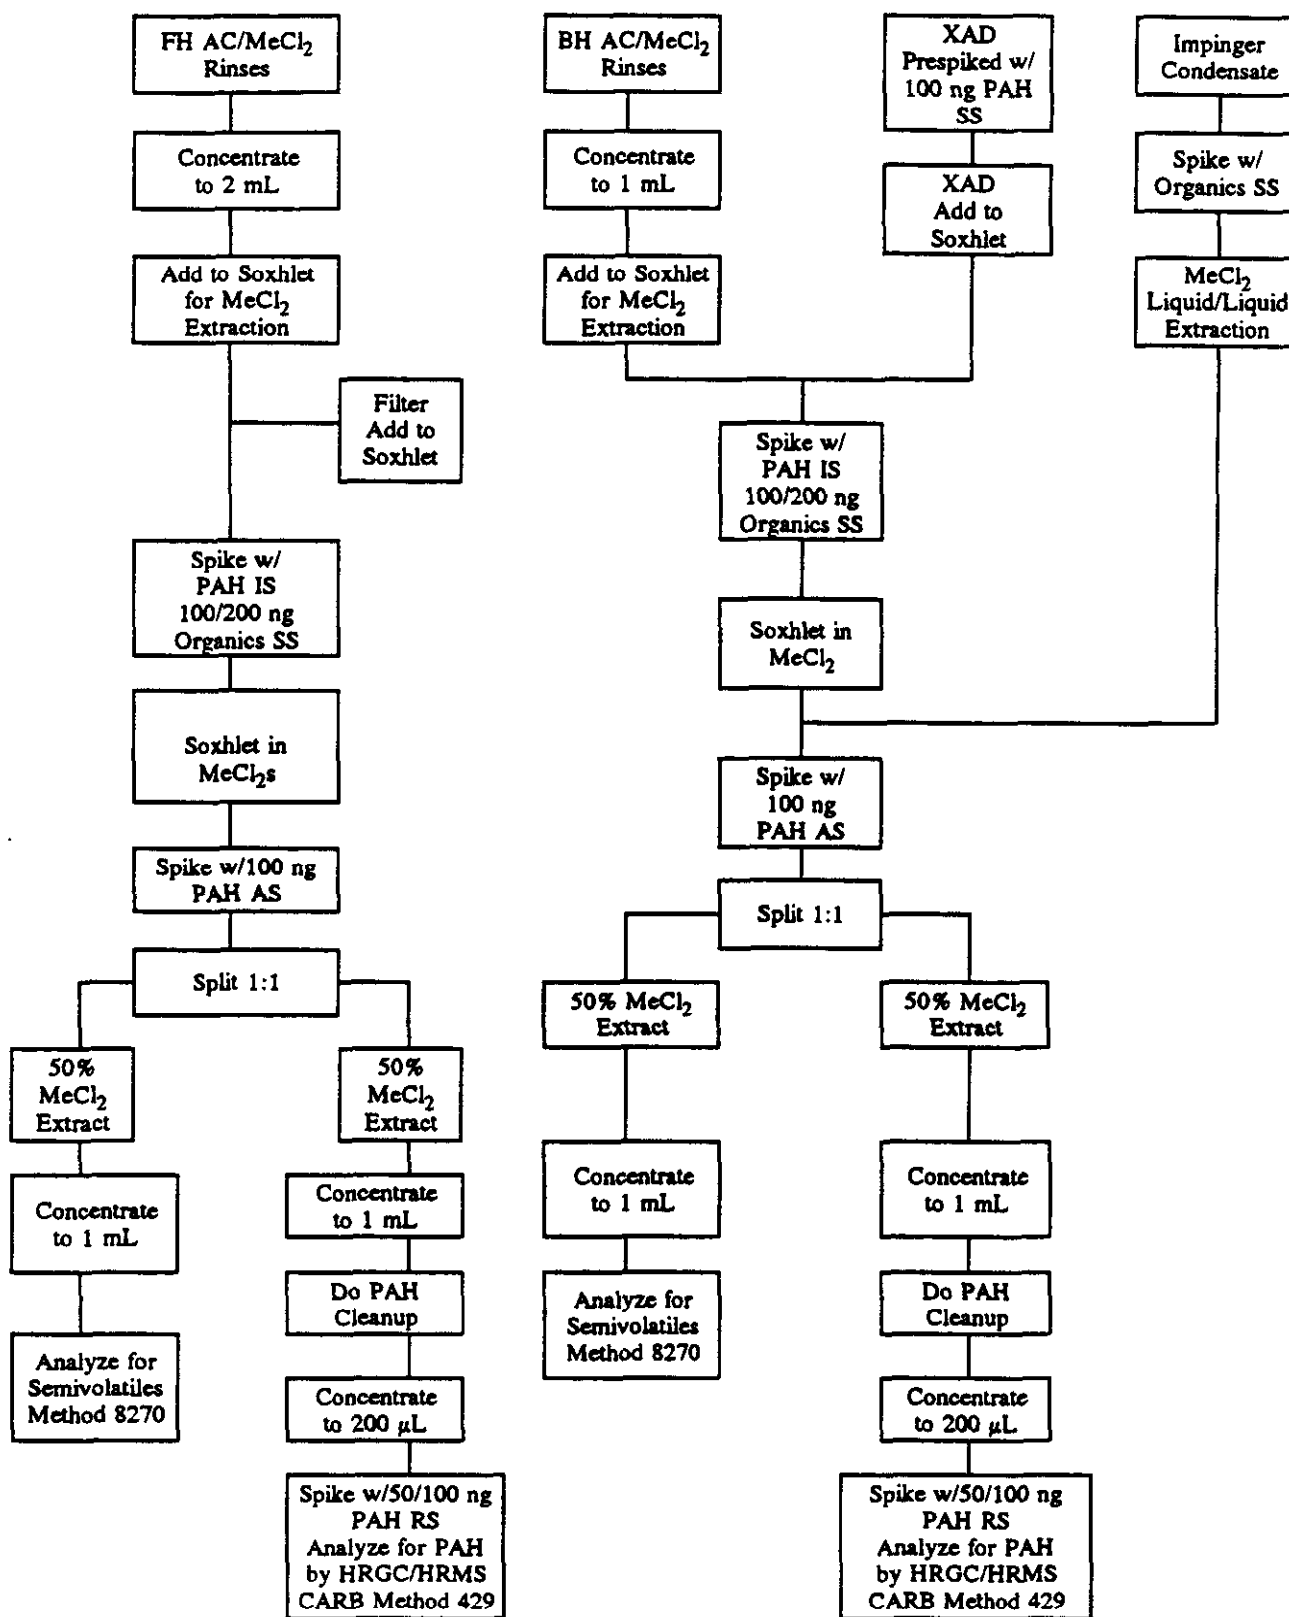 FH AC/MeCl2
Rinses
Concentrate
to 2 mL
Add to Soxhlet
for MeCl2
Extraction
Filter
Add to
Soxhlet
Spike w/
PAH IS
100/200 ng
Organics SS
Soxhlet in
MeCl2s
Spike w/100 ng
PAH AS
Split 1:1
50%
MeCl2
Extract
Concentrate
to 1 mL
Analyze for
Semivolatiles
Method 8270
50%
MeCl2
Extract
Concentrate
to 1 mL
Do PAH
Cleanup
Concentrate
to 200 µL
Spike w/50/100 ng
PAH RS
Analyze for PAH
by HRGC/HRMS
CARB Method 429
BH AC/MeCl2
Rinses
Concentrate
to 1 mL
Add to Soxhlet
for MeCl2
Extraction
XAD
Prespiked w/
100 ng PAH
SS
XAD
Add to
Soxhlet
Impinger
Condensate
Spike w/
Organics SS
MeCl2
Liquid/Liquid
Extraction
Spike w/
PAH IS
100/200 ng
Organics SS
Soxhlet in
MeCl2
Spike w/
100 ng
PAH AS
Split 1:1
50% MeCl2
Extract
Concentrate
to 1 mL
Analyze for
Semivolatiles
Method 8270
50% MeCl2
Extract
Concentrate
to 1 mL
Do PAH
Cleanup
Concentrate
to 200 µL
Spike w/50/100 ng
PAH RS
Analyze for PAH
by HRGC/HRMS
CARB Method 429